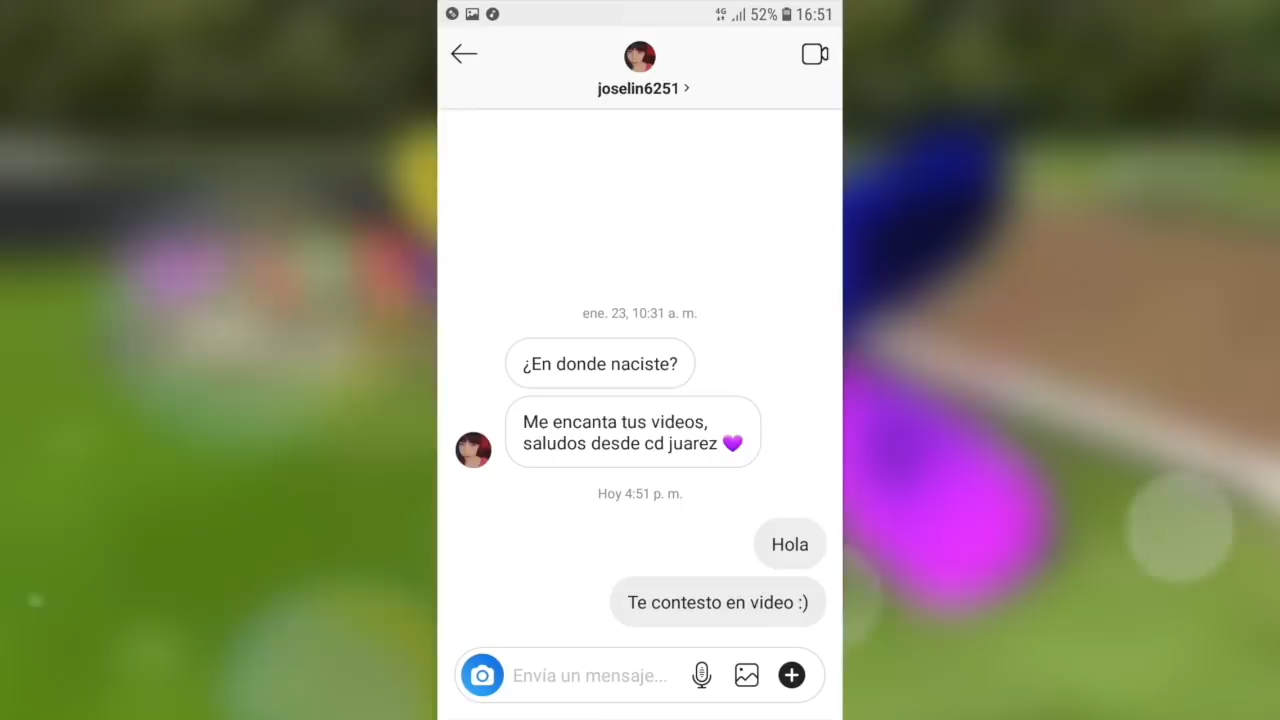 4G 52% 16:51
joselin6251 >
ene. 23, 10:31 a. m.
¿En donde naciste?
Me encanta tus videos,
saludos desde cd juarez 💜
Hoy 4:51 p. m.
Hola
Te contesto en video :)
Envía un mensaje...